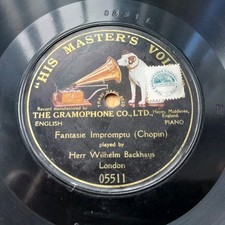 "HIS MASTER'S VOI
Record manufactured by
THE GRAMOPHONE CO., LTD., Hayes, Middlesex,
England.
ENGLISH
PIANO
Fantasie Impromptu (Chopin)
played by
Herr Wilhelm Backhaus
London
05511